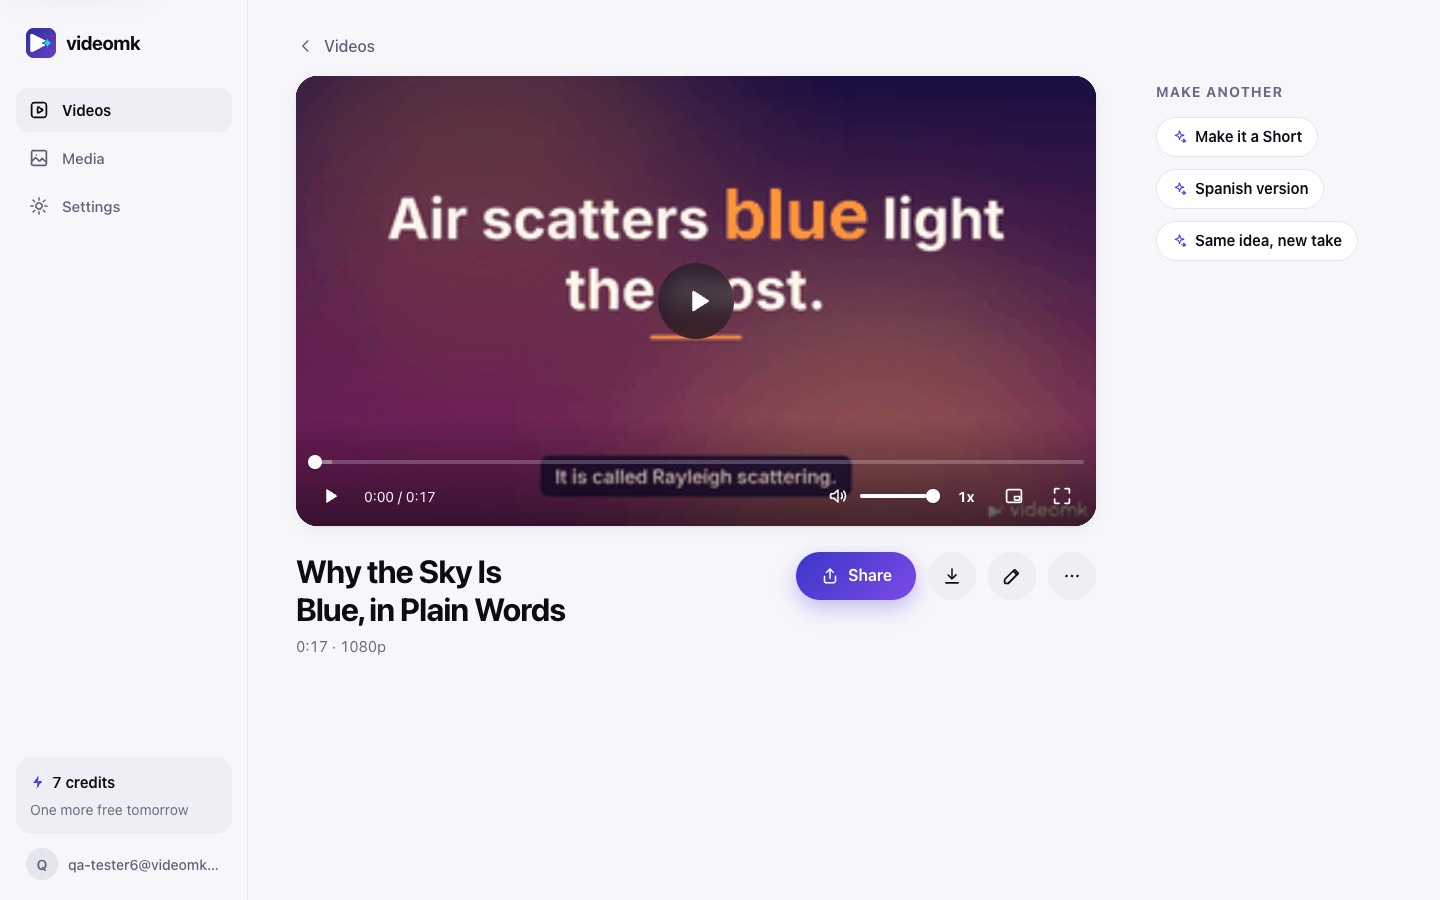 videomk
Videos
Media
Settings
7 credits
One more free tomorrow
Q
qa-tester6@videomk...
Videos
Air scatters blue light
the ost.
It is called Rayleigh scattering.
0:00 / 0:17
1x
videomk
Why the Sky Is
Blue, in Plain Words
0:17 · 1080p
Share
MAKE ANOTHER
Make it a Short
Spanish version
Same idea, new take